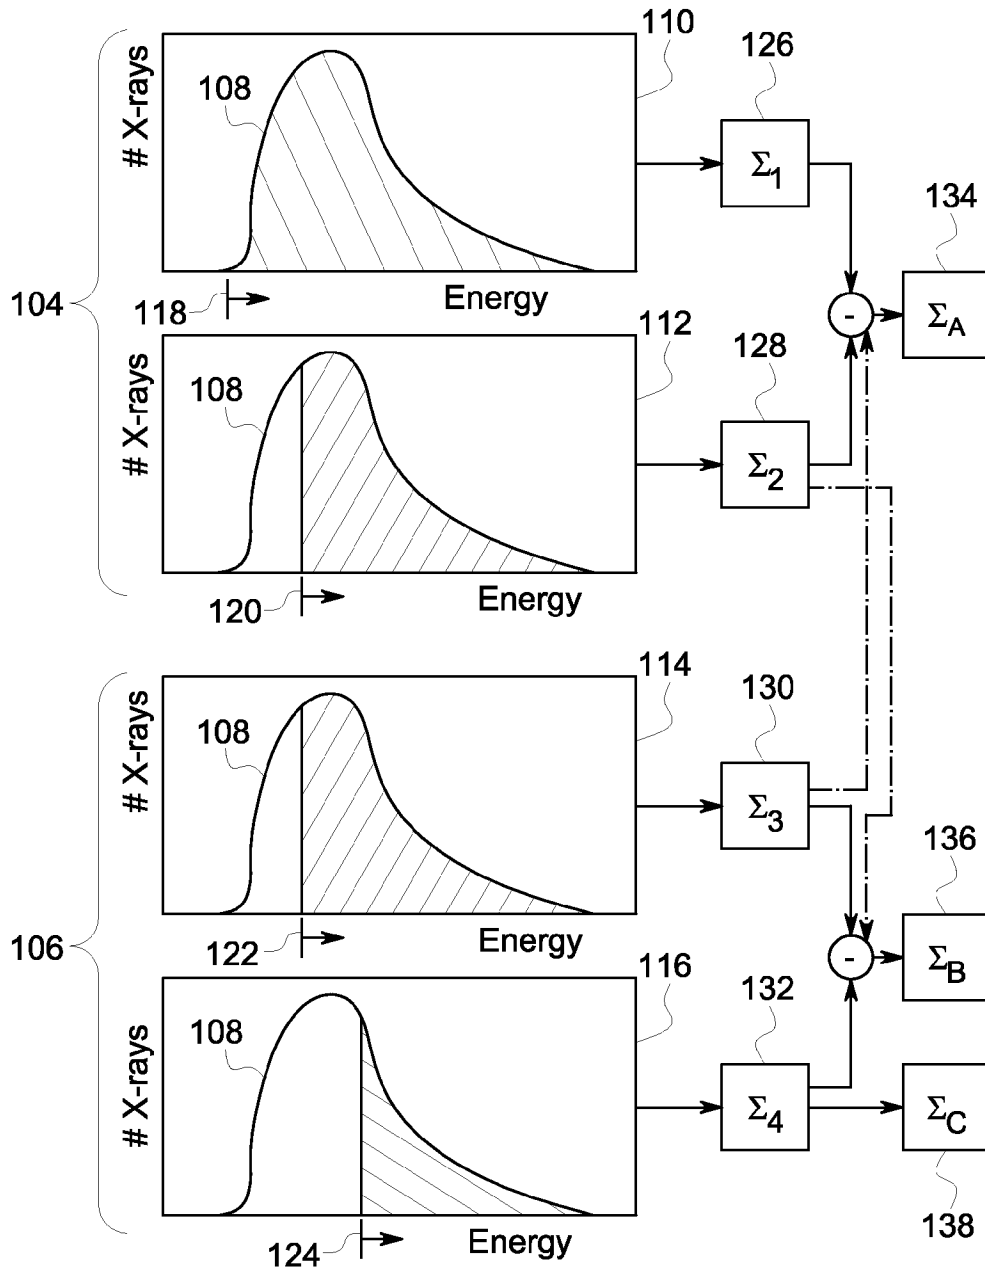 110
126
# X-rays
108
Σ1
134
104
118
Energy
-
ΣA
112
128
# X-rays
108
Σ2
120
Energy
114
130
# X-rays
108
Σ3
136
106
122
Energy
-
ΣB
116
132
# X-rays
108
Σ4
ΣC
124
Energy
138